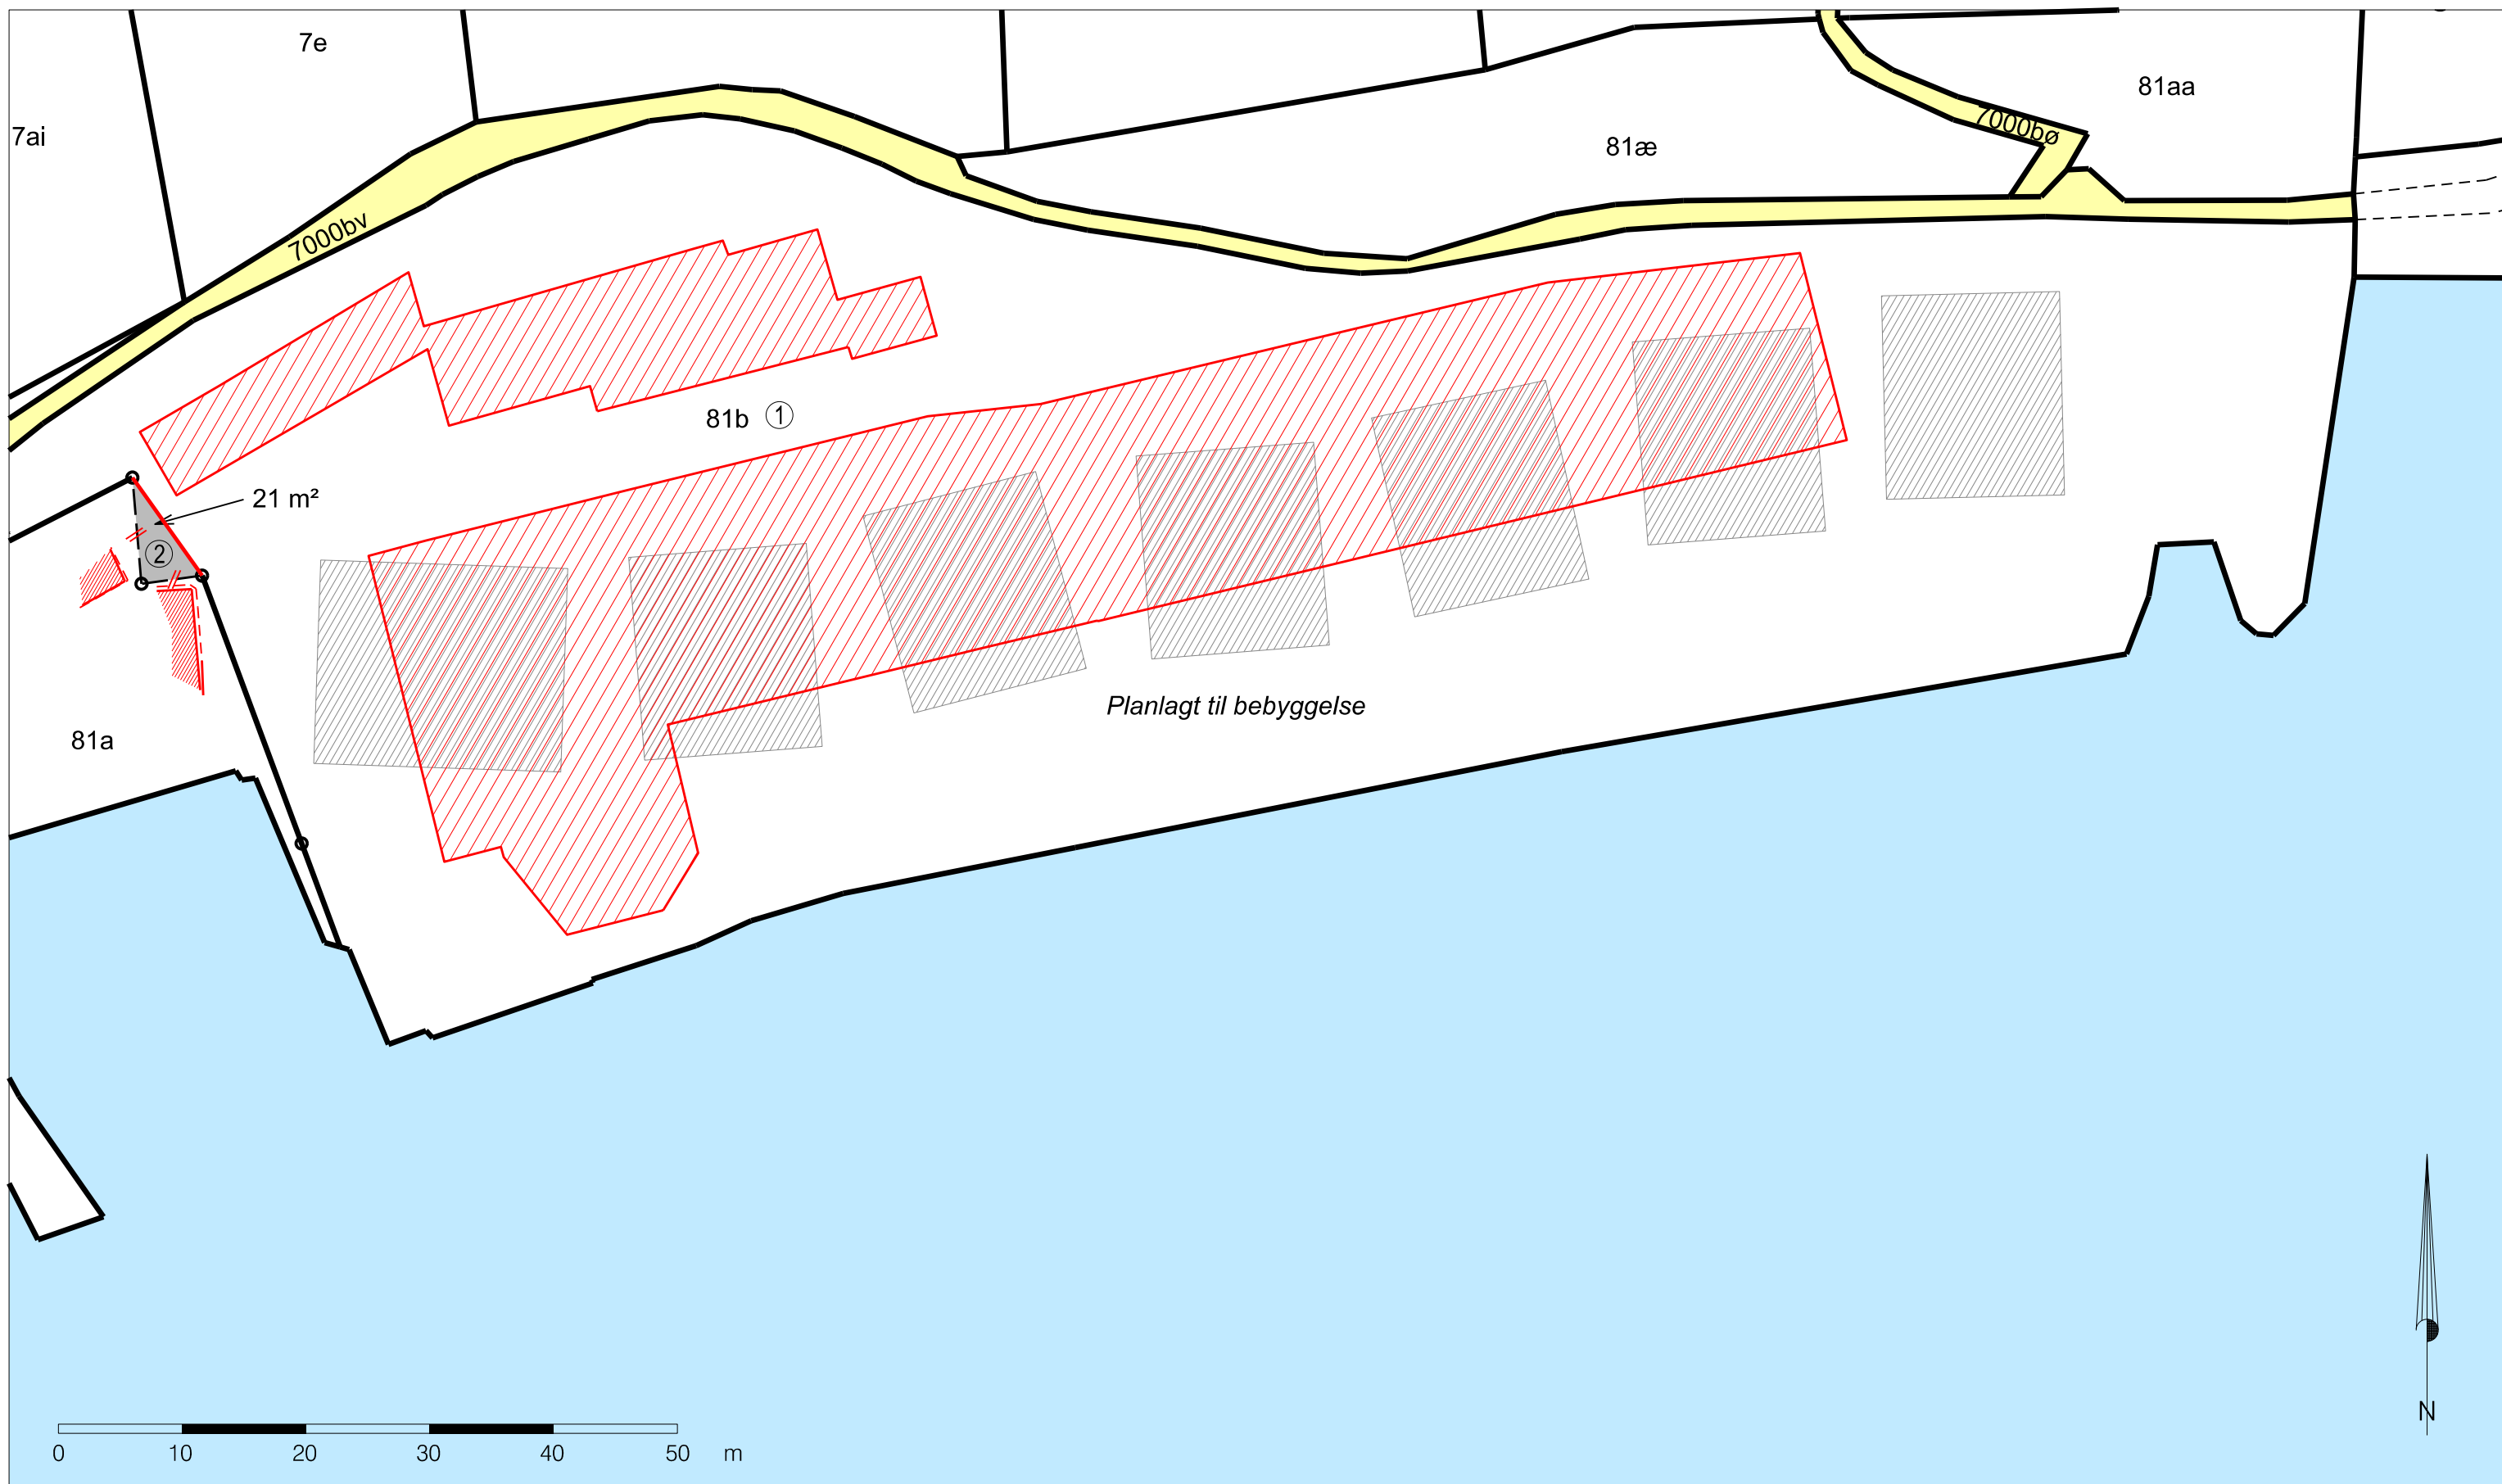 7e
81aa
7ai
7000bø
81æ
7000bv
81b ①
21 m²
②
Planlagt til bebyggelse
81a
N
0 10 20 30 40 50 m